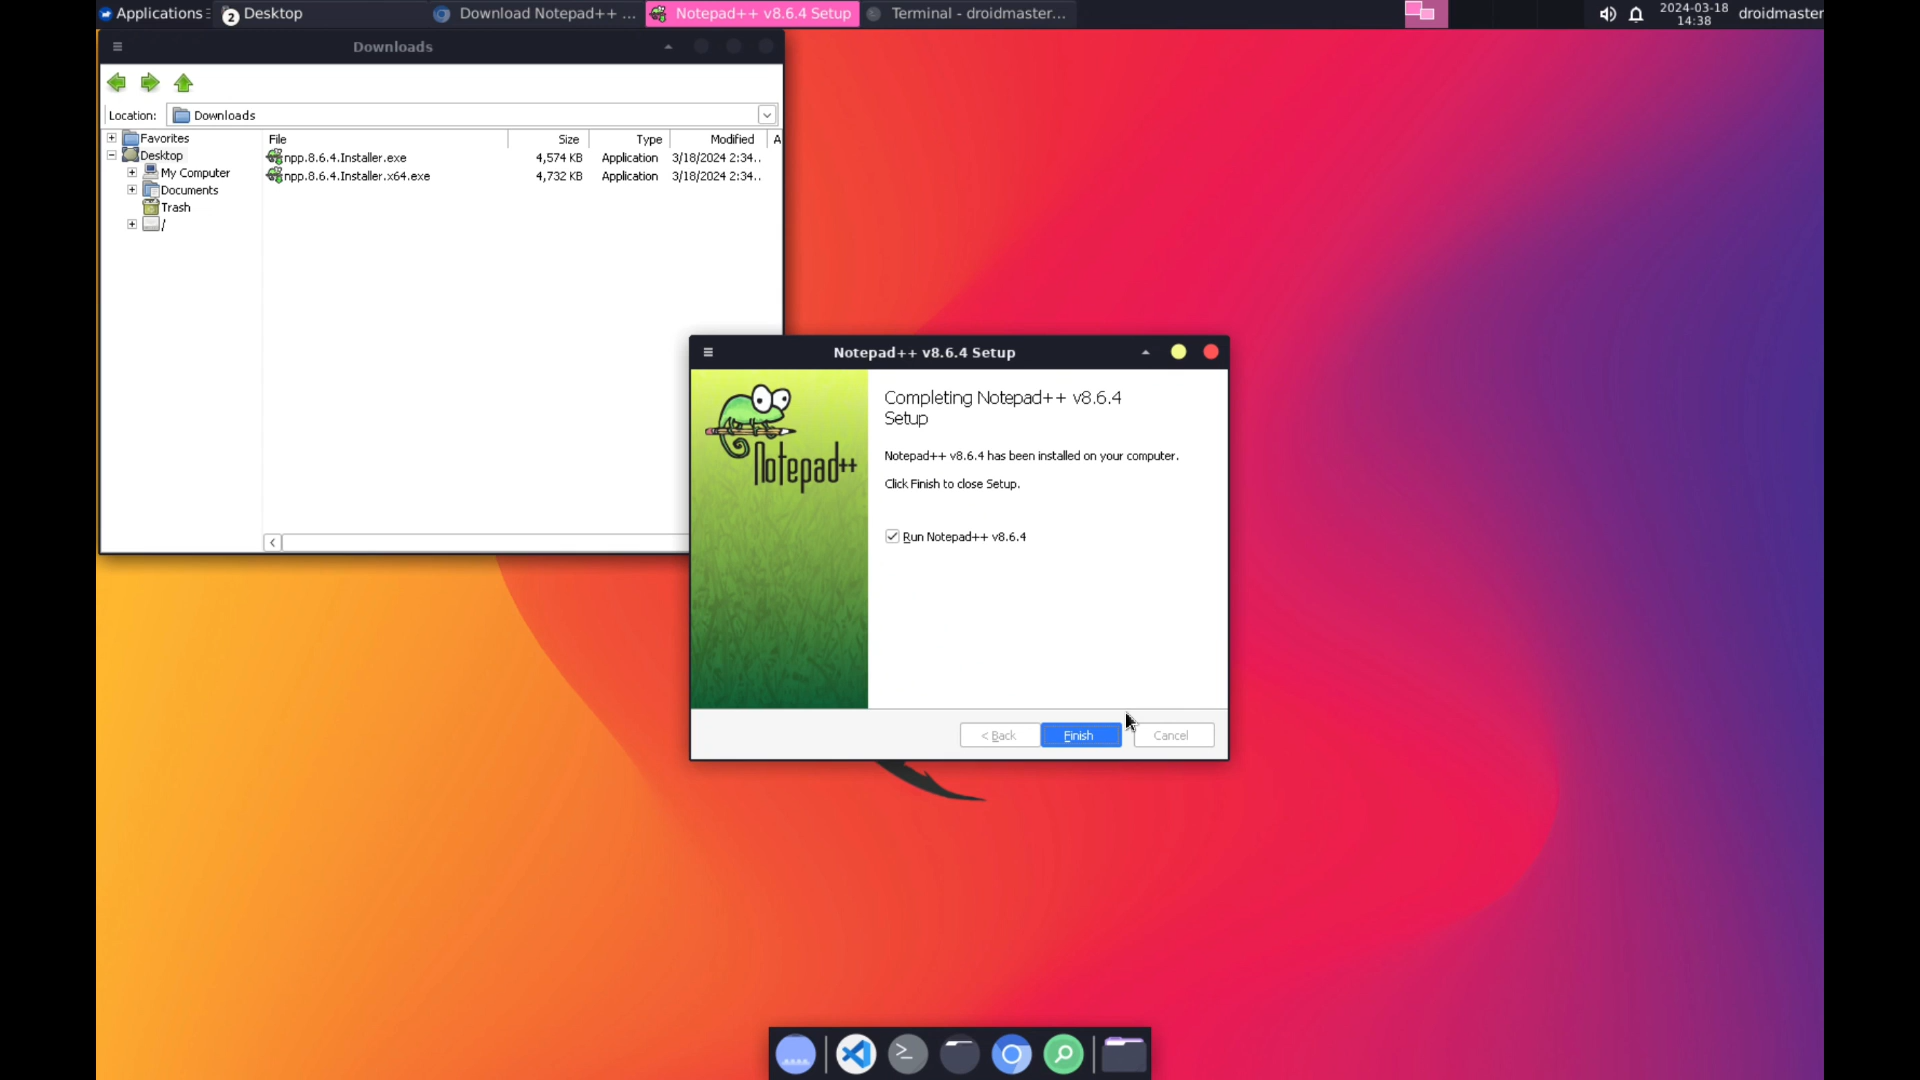 Applications
2 Desktop
Download Notepad++ ...
Notepad++ v8.6.4 Setup
Terminal - droidmaster...
2024-03-18
14:38
droidmaster
Downloads
Location: Downloads
Favorites
Desktop
My Computer
Documents
Trash
/
File Size Type Modified A
npp.8.6.4.Installer.exe 4,574 KB Application 3/18/2024 2:34..
npp.8.6.4.Installer.x64.exe 4,732 KB Application 3/18/2024 2:34..
Notepad++ v8.6.4 Setup
Notepad++
Completing Notepad++ v8.6.4
Setup
Notepad++ v8.6.4 has been installed on your computer.
Click Finish to close Setup.
Run Notepad++ v8.6.4
< Back
Finish
Cancel